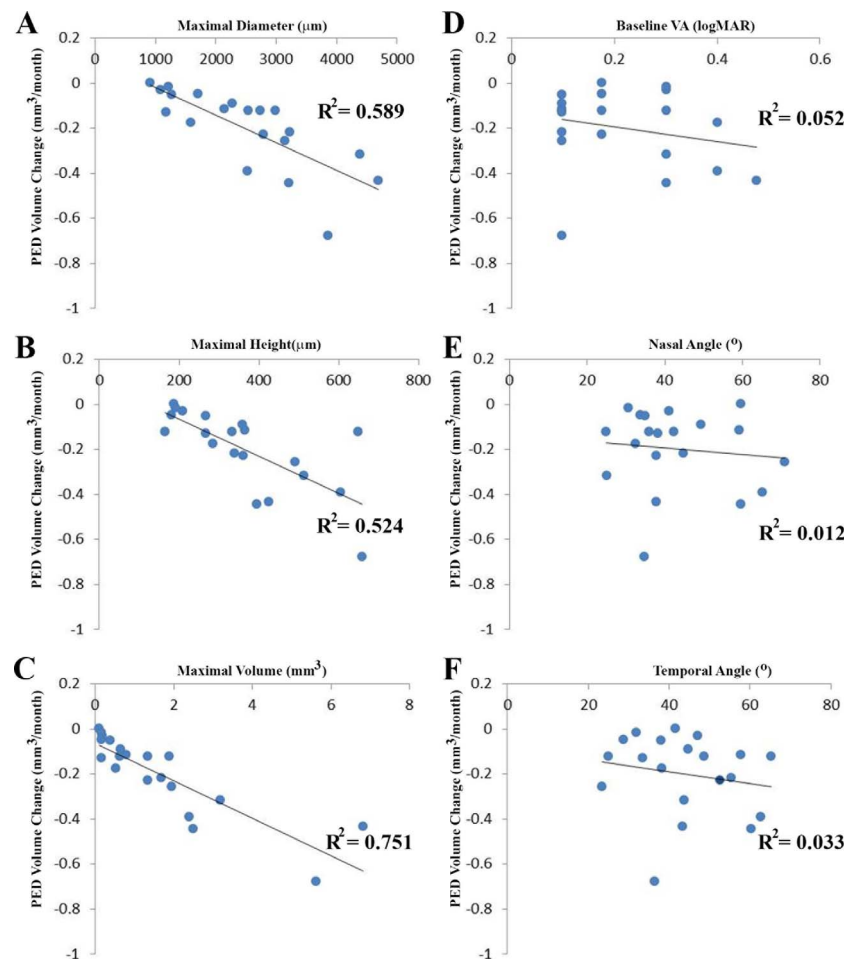 A
Maximal Diameter (μm)
0 1000 2000 3000 4000 5000
0.2
0
-0.2
-0.4
-0.6
-0.8
-1
PED Volume Change (mm³/month)
R²= 0.589
D
Baseline VA (logMAR)
0 0.2 0.4 0.6
0.2
0
-0.2
-0.4
-0.6
-0.8
-1
PED Volume Change (mm³/month)
R²= 0.052
B
Maximal Height(μm)
0 200 400 600 800
0.2
0
-0.2
-0.4
-0.6
-0.8
-1
PED Volume Change (mm³/month)
R²= 0.524
E
Nasal Angle (°)
0 20 40 60 80
0.2
0
-0.2
-0.4
-0.6
-0.8
-1
PED Volume Change (mm³/month)
R²= 0.012
C
Maximal Volume (mm³)
0 2 4 6 8
0.2
0
-0.2
-0.4
-0.6
-0.8
-1
PED Volume Change (mm³/month)
R²= 0.751
F
Temporal Angle (°)
0 20 40 60 80
0.2
0
-0.2
-0.4
-0.6
-0.8
-1
PED Volume Change (mm³/month)
R²= 0.033